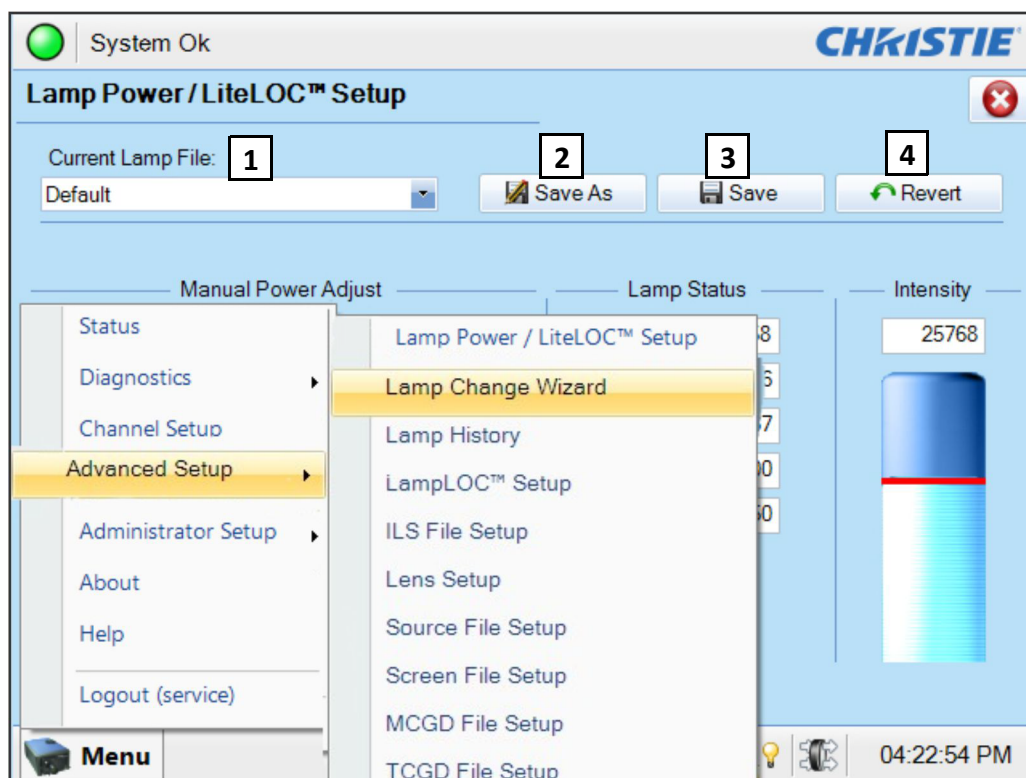 System Ok
CHRISTIE
Lamp Power / LiteLOC™ Setup
Current Lamp File: 1 2 3 4
Default Save As Save Revert
Manual Power Adjust Lamp Status Intensity
Status
Lamp Power / LiteLOC™ Setup 25768
Diagnostics
Lamp Change Wizard
Channel Setup
Lamp History
Advanced Setup
LampLOC™ Setup
Administrator Setup
ILS File Setup
About
Lens Setup
Help
Source File Setup
Screen File Setup
Logout (service)
MCGD File Setup
Menu
TCGD File Setup
04:22:54 PM